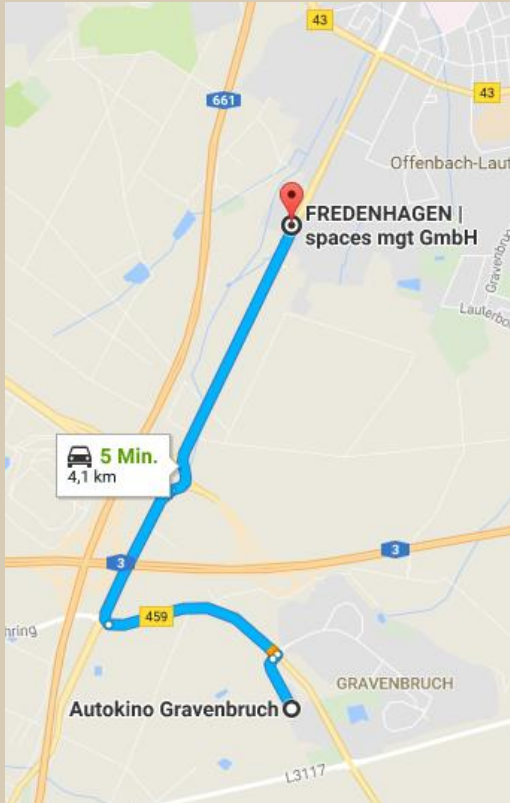 43
661
43
Offenbach-Laut
FREDENHAGEN |
spaces mgt GmbH
Gravenbruc
Lauterbo
5 Min.
4,1 km
3
3
hring
459
GRAVENBRUCH
Autokino Gravenbruch
L3117